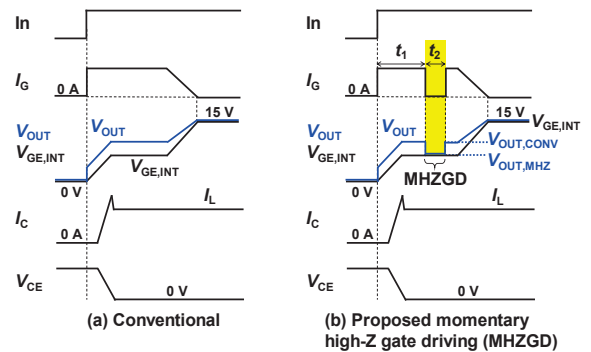 In
I_G
0 A
15 V
V_OUT
V_OUT
V_GE,INT
V_GE,INT
0 V
I_L
I_C
0 A
V_CE
0 V
(a) Conventional
In
t_1
t_2
I_G
0 A
15 V
V_GE,INT
V_OUT
V_OUT
V_OUT,CONV
V_GE,INT
V_OUT,MHZ
0 V
MHZGD
I_L
I_C
0 A
V_CE
0 V
(b) Proposed momentary
high-Z gate driving (MHZGD)